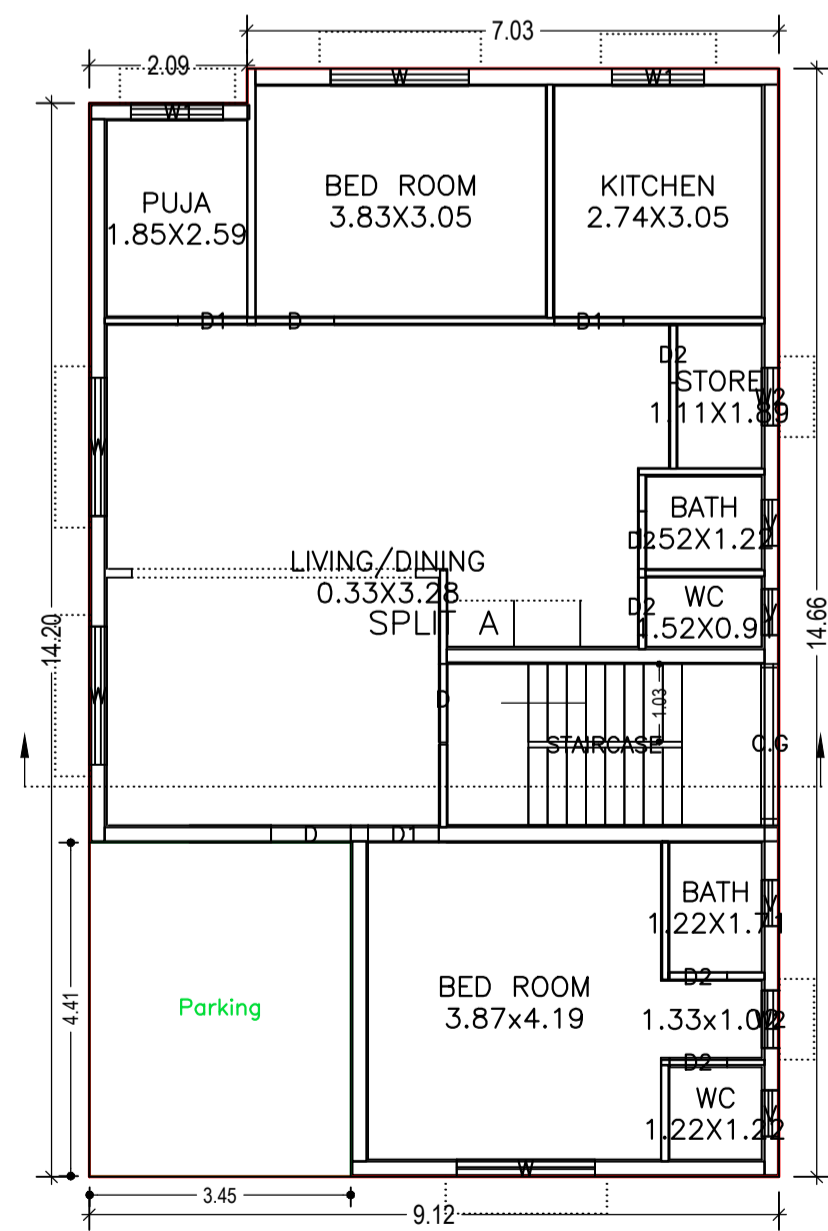 7.03
2.09
W
W1
W1
BED ROOM
3.83X3.05
KITCHEN
2.74X3.05
PUJA
1.85X2.59
D1
D
D1
D2
STORE
1.11X1.89
W2
W
BATH
1.52X1.22
V
D2
LIVING/DINING
0.33X3.28
SPLIT A
WC
1.52X0.9
V
D2
14.20
14.66
W
D
1.03
STAIRCASE
C.G
D
D1
BATH
1.22X1.71
V
D2
BED ROOM
3.87x4.19
1.33x1.02
W2
Parking
4.41
D2
WC
1.22X1.22
V
W
3.45
9.12